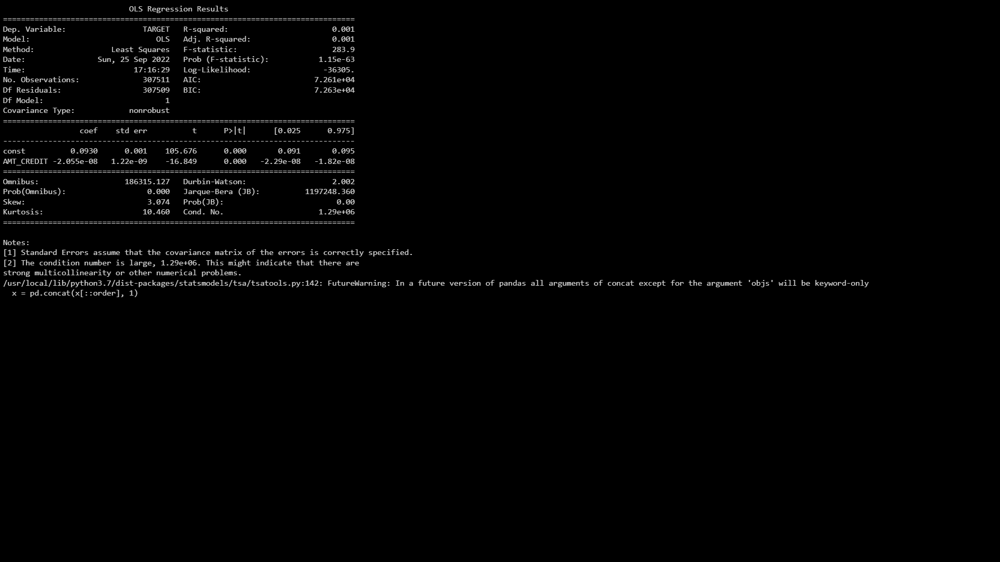 OLS Regression Results
==============================================================================
Dep. Variable:                 TARGET   R-squared:                       0.001
Model:                            OLS   Adj. R-squared:                  0.001
Method:                 Least Squares   F-statistic:                     283.9
Date:                Sun, 25 Sep 2022   Prob (F-statistic):           1.15e-63
Time:                        17:16:29   Log-Likelihood:                -36305.
No. Observations:              307511   AIC:                         7.261e+04
Df Residuals:                  307509   BIC:                         7.263e+04
Df Model:                           1
Covariance Type:            nonrobust
==============================================================================
                 coef    std err          t      P>|t|      [0.025      0.975]
------------------------------------------------------------------------------
const          0.0930      0.001    105.676      0.000       0.091       0.095
AMT_CREDIT -2.055e-08   1.22e-09    -16.849      0.000   -2.29e-08   -1.82e-08
==============================================================================
Omnibus:                   186315.127   Durbin-Watson:                   2.002
Prob(Omnibus):                  0.000   Jarque-Bera (JB):          1197248.360
Skew:                           3.074   Prob(JB):                         0.00
Kurtosis:                      10.460   Cond. No.                     1.29e+06
==============================================================================

Notes:
[1] Standard Errors assume that the covariance matrix of the errors is correctly specified.
[2] The condition number is large, 1.29e+06. This might indicate that there are
strong multicollinearity or other numerical problems.
/usr/local/lib/python3.7/dist-packages/statsmodels/tsa/tsatools.py:142: FutureWarning: In a future version of pandas all arguments of concat except for the argument 'objs' will be keyword-only
  x = pd.concat(x[::order], 1)